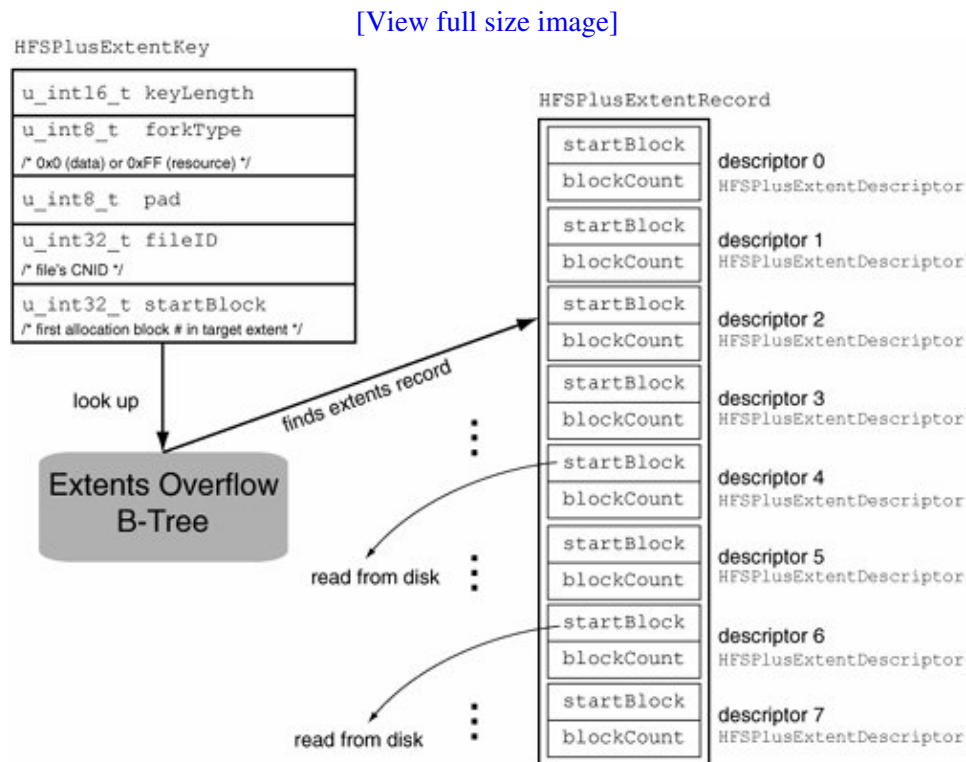 [View full size image]
HFSPlusExtentKey
u_int16_t keyLength
u_int8_t forkType
/* 0x0 (data) or 0xFF (resource) */
u_int8_t pad
u_int32_t fileID
/* file's CNID */
u_int32_t startBlock
/* first allocation block # in target extent */
look up
Extents Overflow
B-Tree
finds extents record
HFSPlusExtentRecord
startBlock
blockCount
descriptor 0
HFSPlusExtentDescriptor
startBlock
blockCount
descriptor 1
HFSPlusExtentDescriptor
startBlock
blockCount
descriptor 2
HFSPlusExtentDescriptor
startBlock
blockCount
descriptor 3
HFSPlusExtentDescriptor
startBlock
blockCount
descriptor 4
HFSPlusExtentDescriptor
read from disk
startBlock
blockCount
descriptor 5
HFSPlusExtentDescriptor
startBlock
blockCount
descriptor 6
HFSPlusExtentDescriptor
read from disk
startBlock
blockCount
descriptor 7
HFSPlusExtentDescriptor